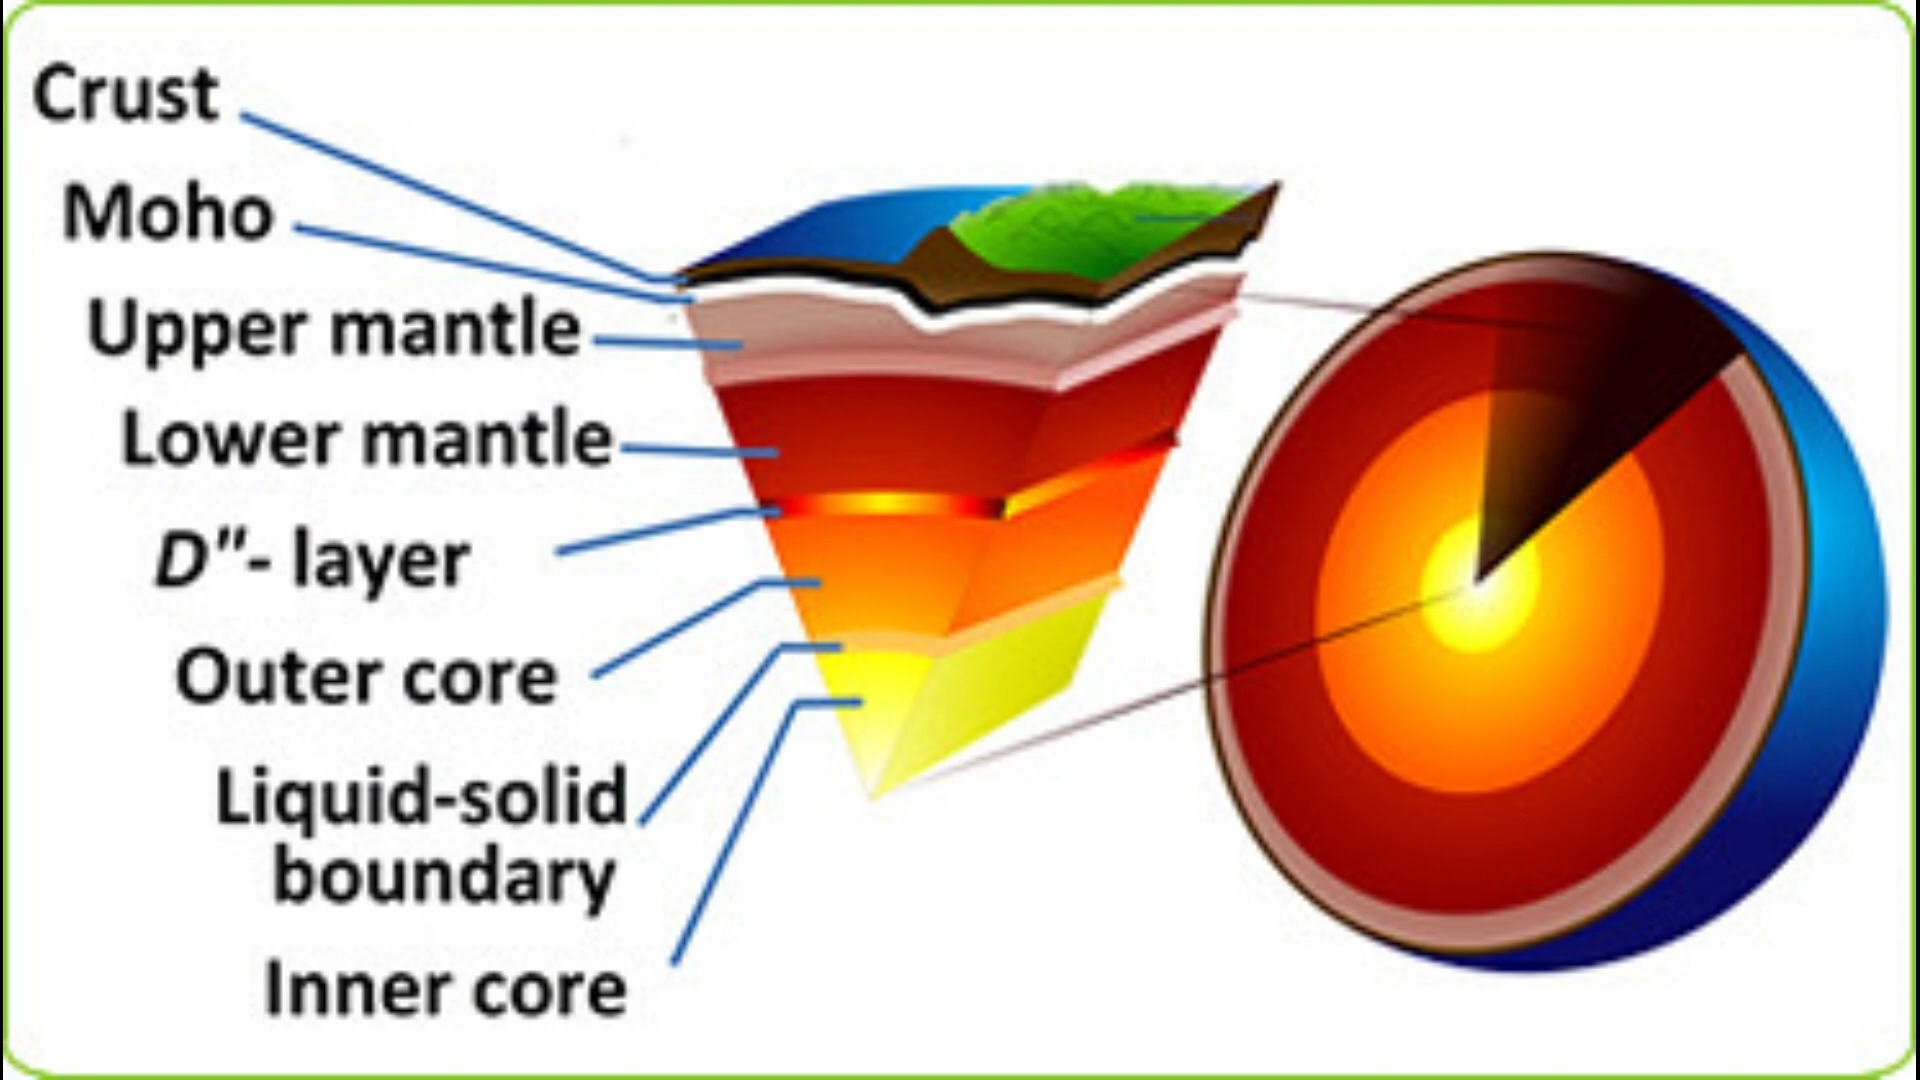 Crust
Moho
Upper mantle
Lower mantle
D"- layer
Outer core
Liquid-solid
boundary
Inner core